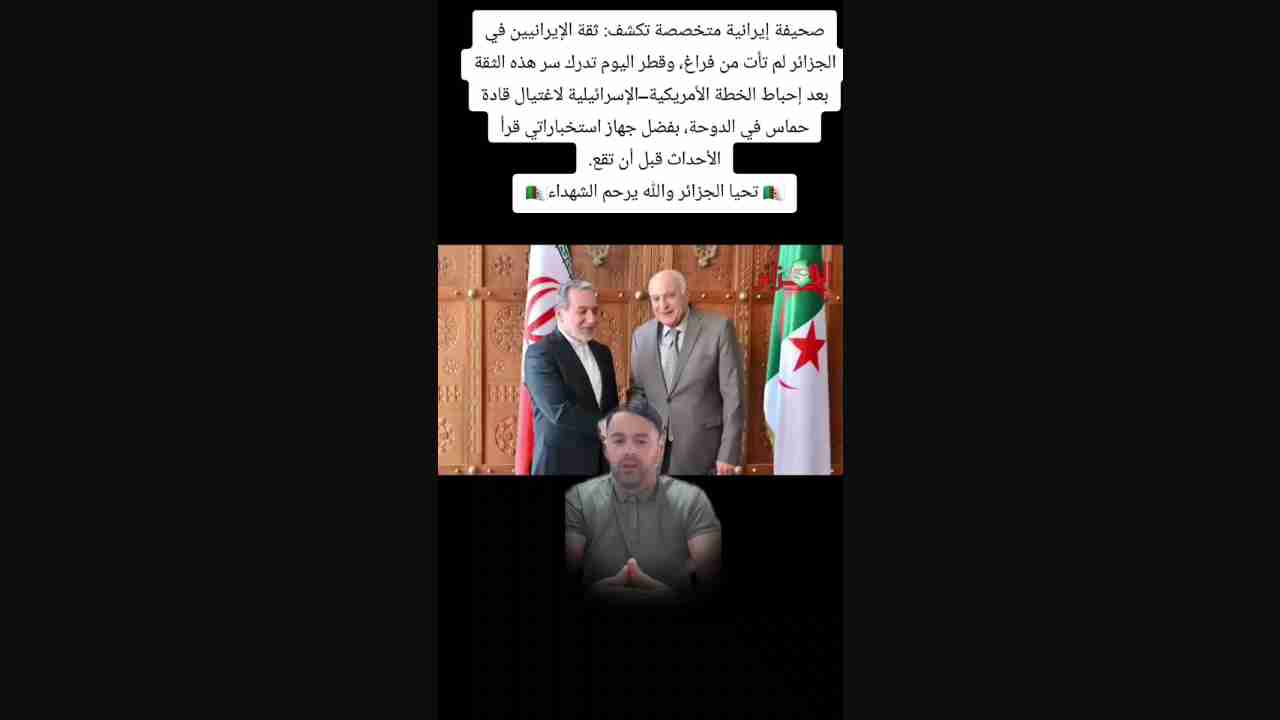 صحيفة إيرانية متخصصة تكشف: ثقة الإيرانيين في
الجزائر لم تأت من فراغ، وقطر اليوم تدرك سر هذه الثقة
بعد إحباط الخطة الأمريكية–الإسرائيلية لاغتيال قادة
حماس في الدوحة، بفضل جهاز استخباراتي قرأ
الأحداث قبل أن تقع.
🇩🇿 تحيا الجزائر والله يرحم الشهداء 🇩🇿